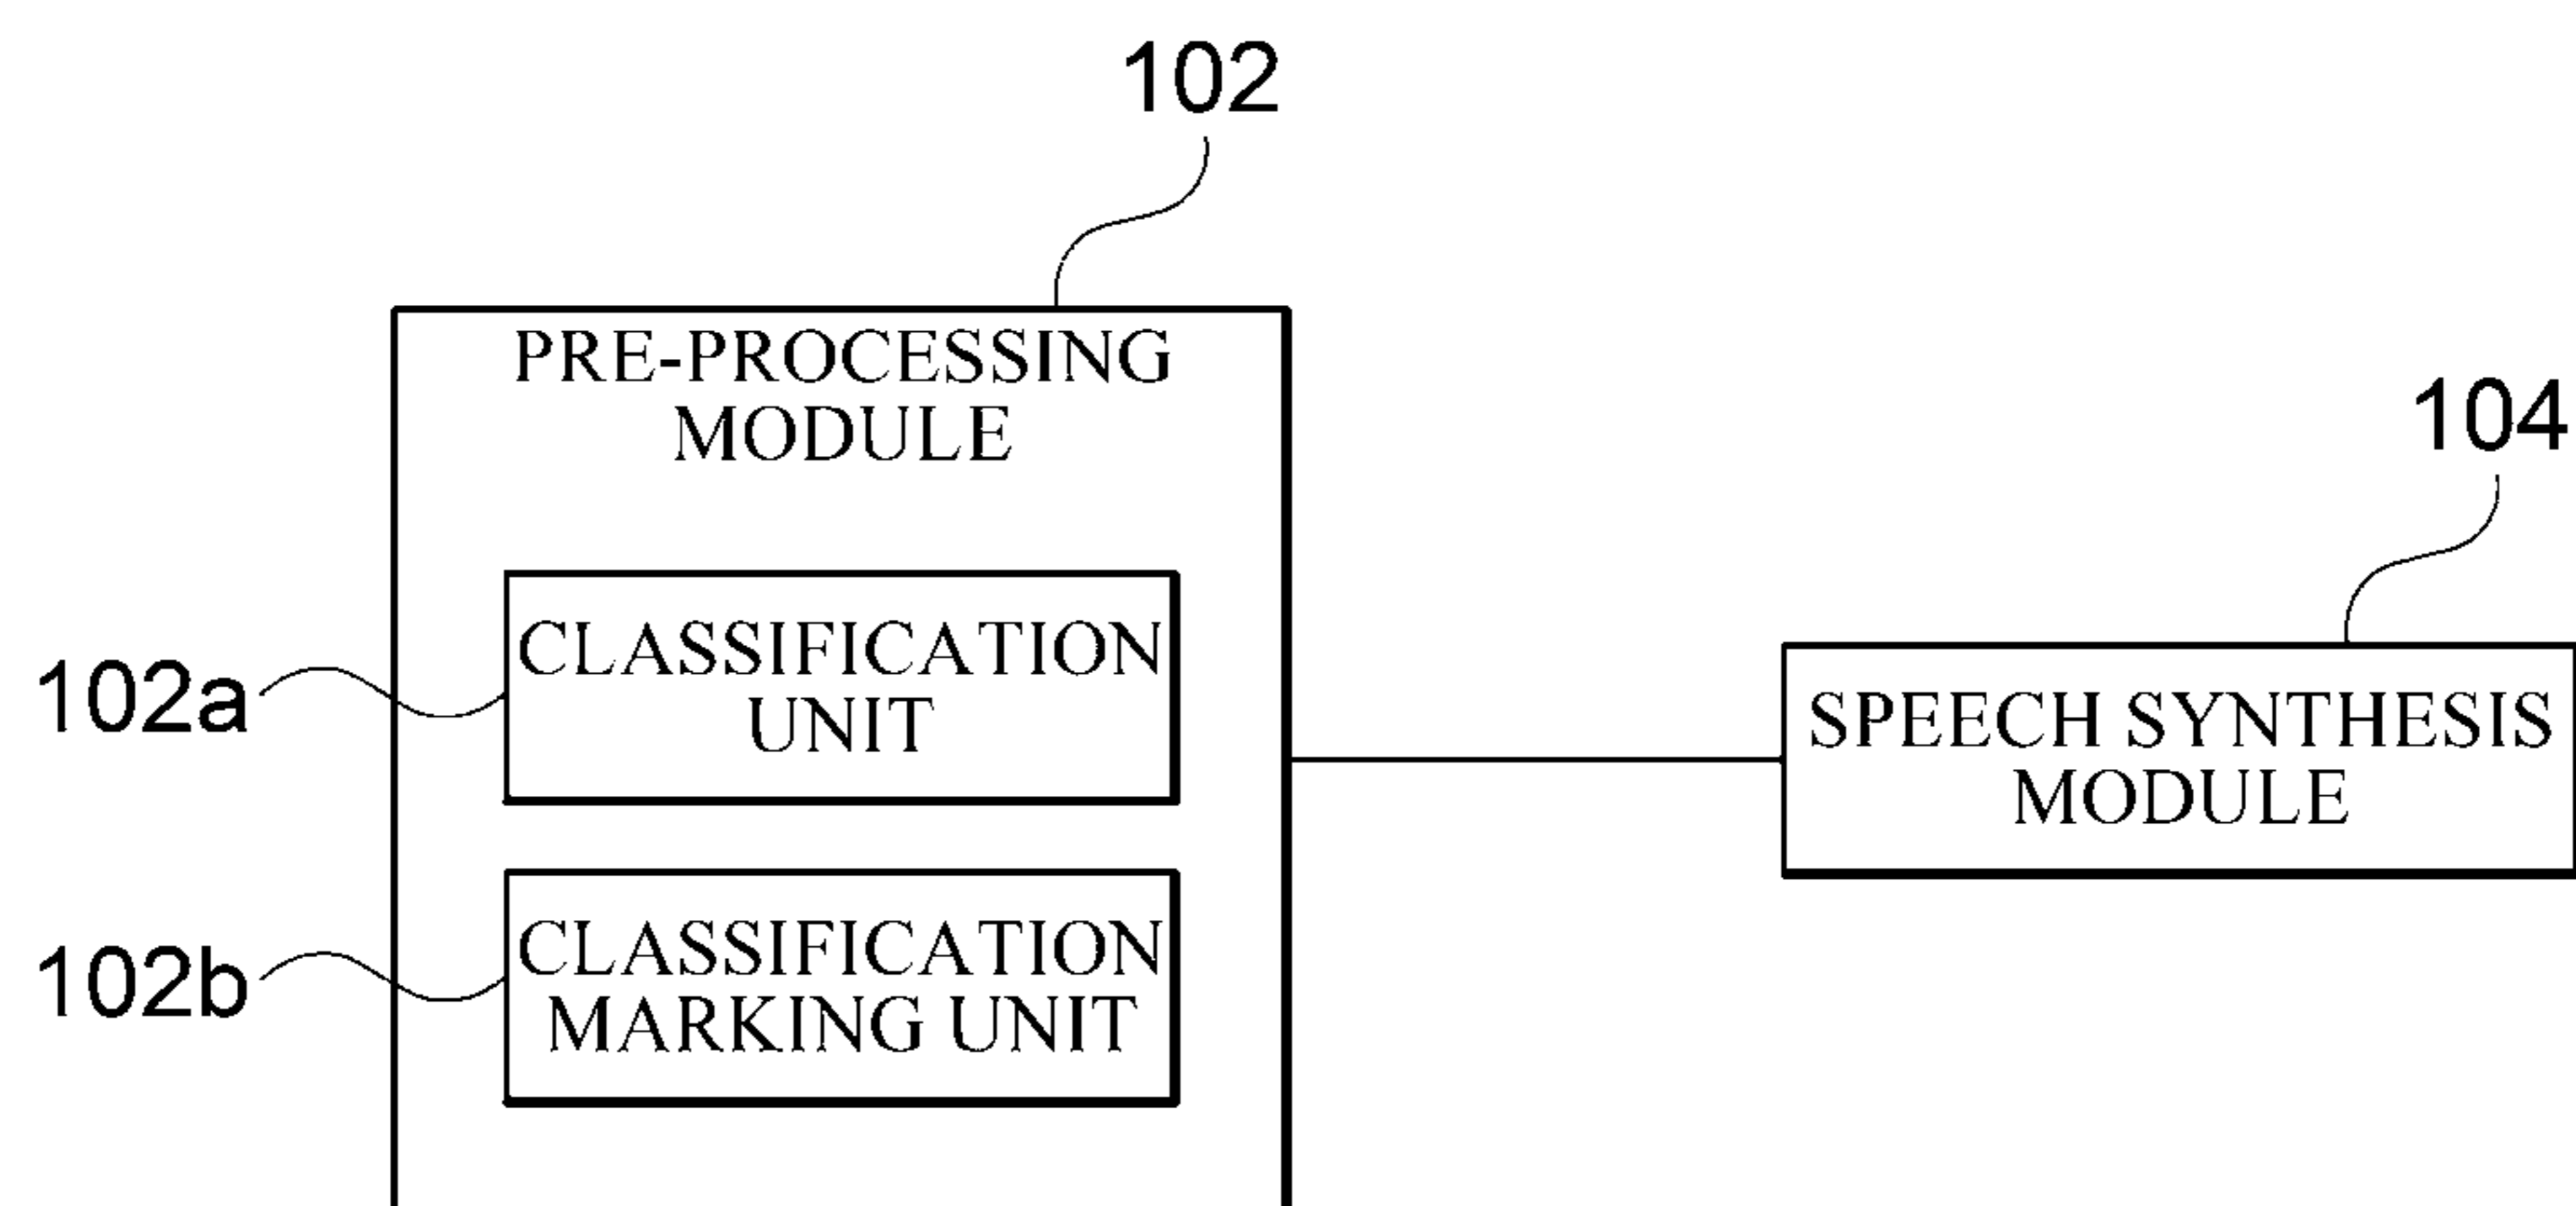 102
PRE-PROCESSING
MODULE
104
102a
CLASSIFICATION
UNIT
SPEECH SYNTHESIS
MODULE
102b
CLASSIFICATION
MARKING UNIT